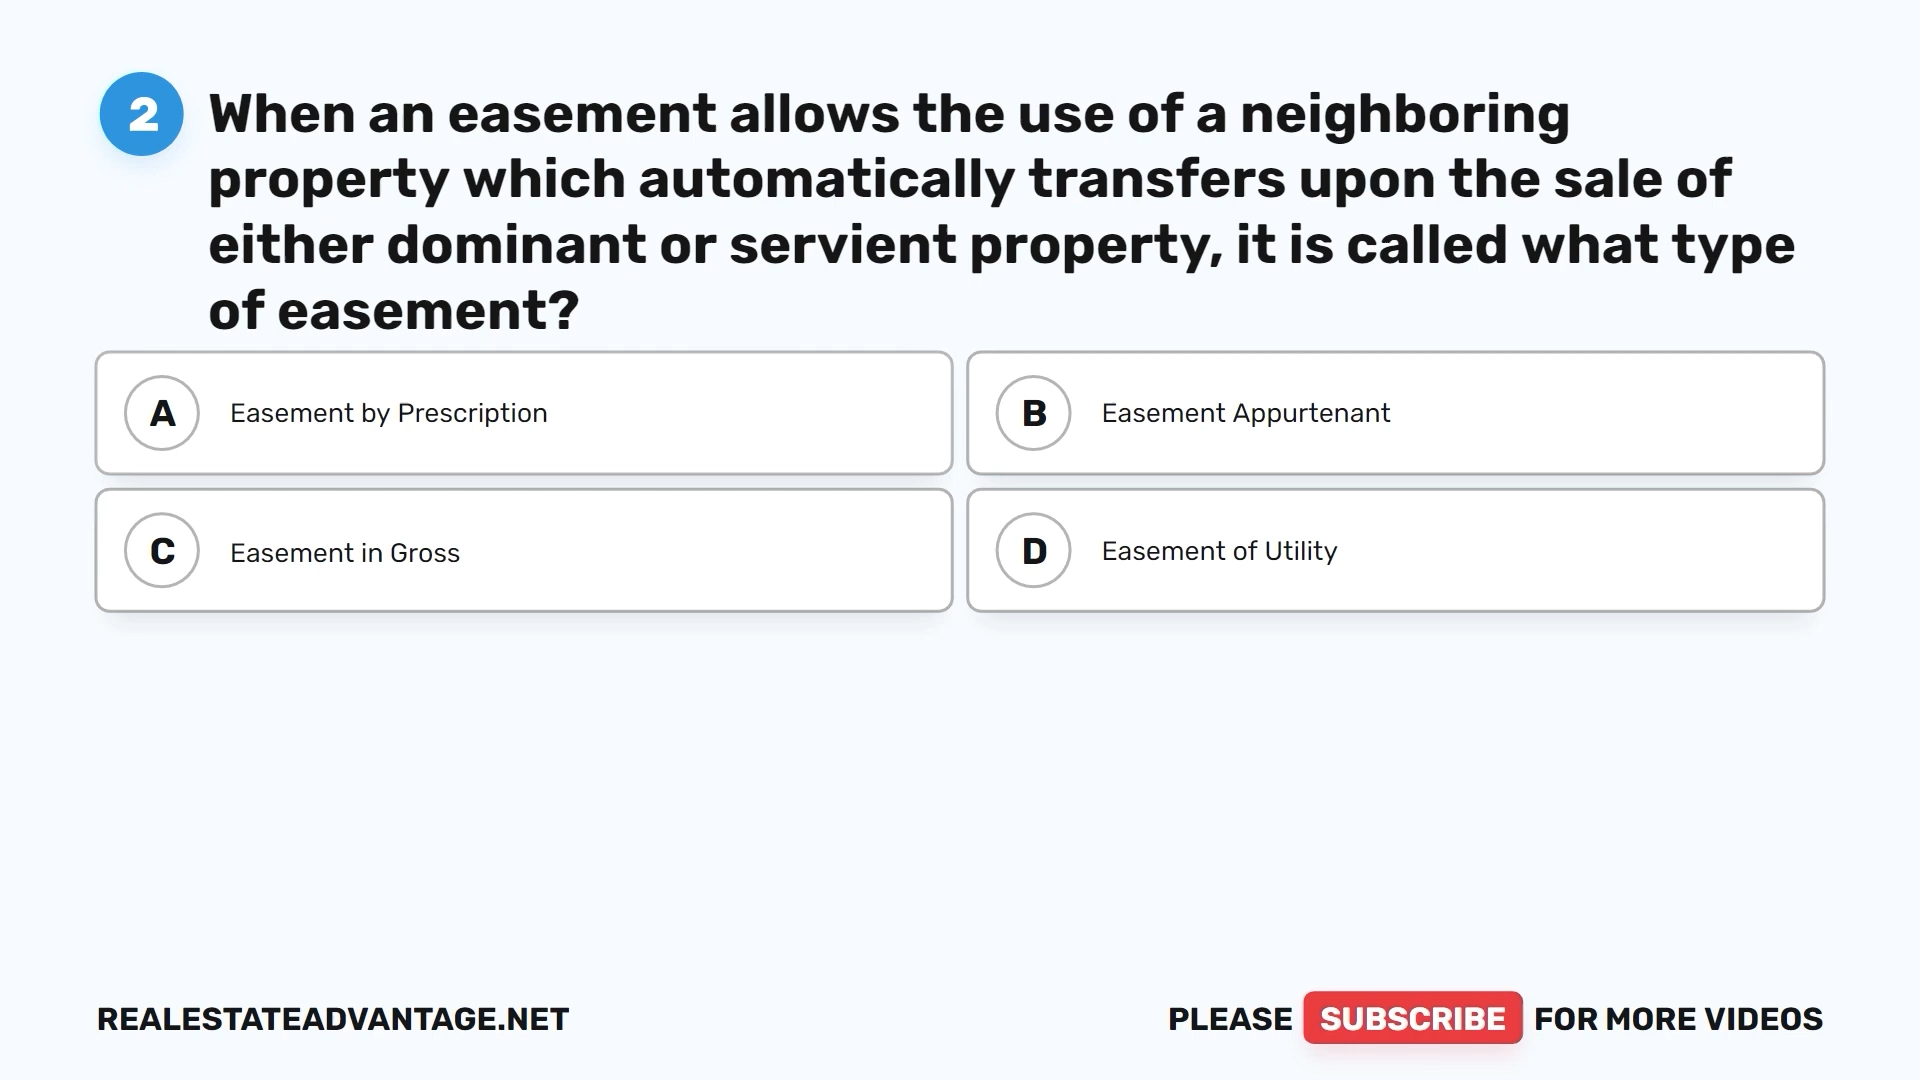 2
When an easement allows the use of a neighboring
property which automatically transfers upon the sale of
either dominant or servient property, it is called what type
of easement?
A Easement by Prescription
B Easement Appurtenant
C Easement in Gross
D Easement of Utility
REALESTATEADVANTAGE.NET
PLEASE SUBSCRIBE FOR MORE VIDEOS